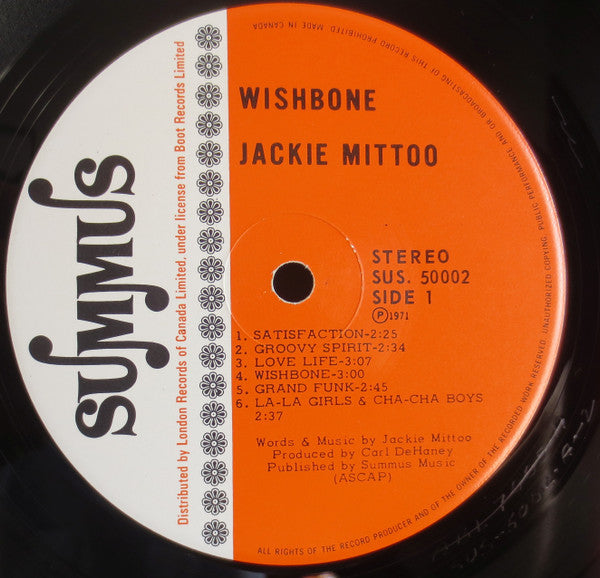 SUMMUS
Distributed by London Records of Canada Limited, under license from Boot Records Limited
WISHBONE
JACKIE MITTOO
STEREO
SUS. 50002
SIDE 1
Ⓟ1971
1. SATISFACTION-2:25
2. GROOVY SPIRIT-2:34
3. LOVE LIFE-3:07
4. WISHBONE-3:00
5. GRAND FUNK-2:45
6. LA-LA GIRLS & CHA-CHA BOYS
2:37
Words & Music by Jackie Mittoo
Produced by Carl DeHaney
Published by Summus Music
(ASCAP)
ALL RIGHTS OF THE RECORD PRODUCER AND OF THE OWNER OF THE RECORDED WORK RESERVED. UNAUTHORIZED COPYING, PUBLIC PERFORMANCE AND OR BROADCASTING OF THIS RECORD PROHIBITED. MADE IN CANADA